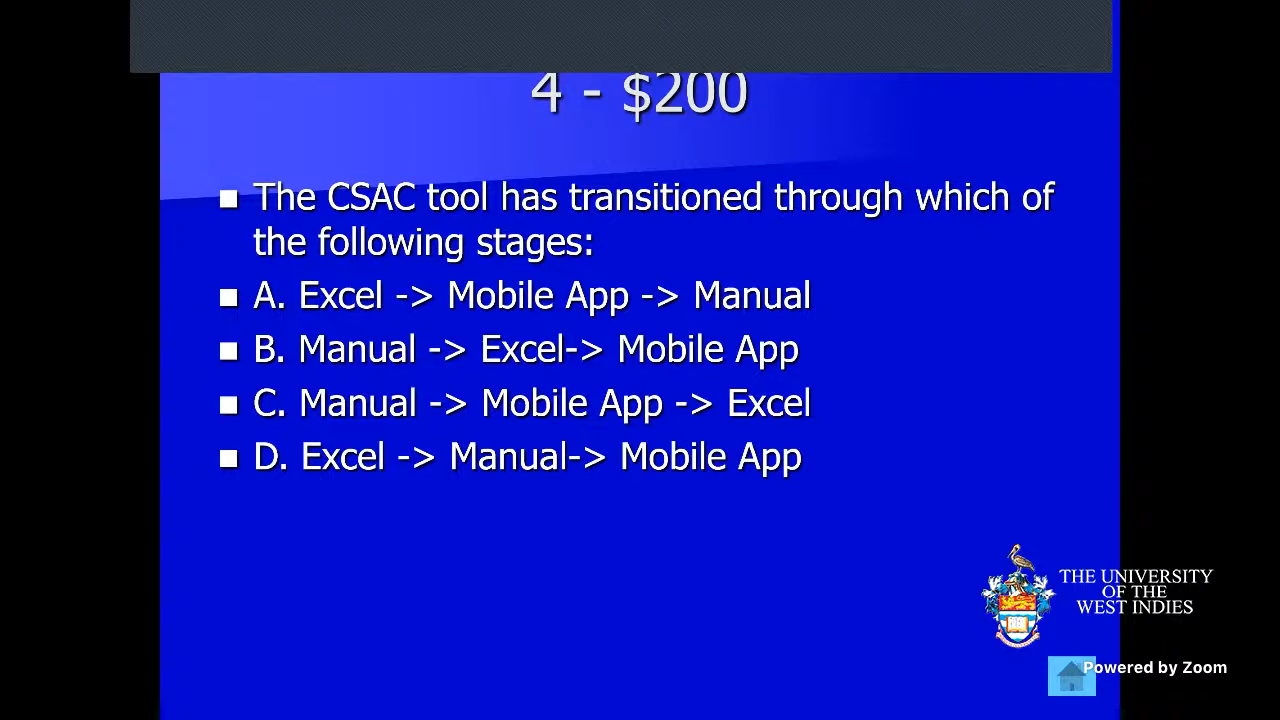 4 - $200
The CSAC tool has transitioned through which of
the following stages:
A. Excel -> Mobile App -> Manual
B. Manual -> Excel-> Mobile App
C. Manual -> Mobile App -> Excel
D. Excel -> Manual-> Mobile App
THE UNIVERSITY
OF THE
WEST INDIES
Powered by Zoom